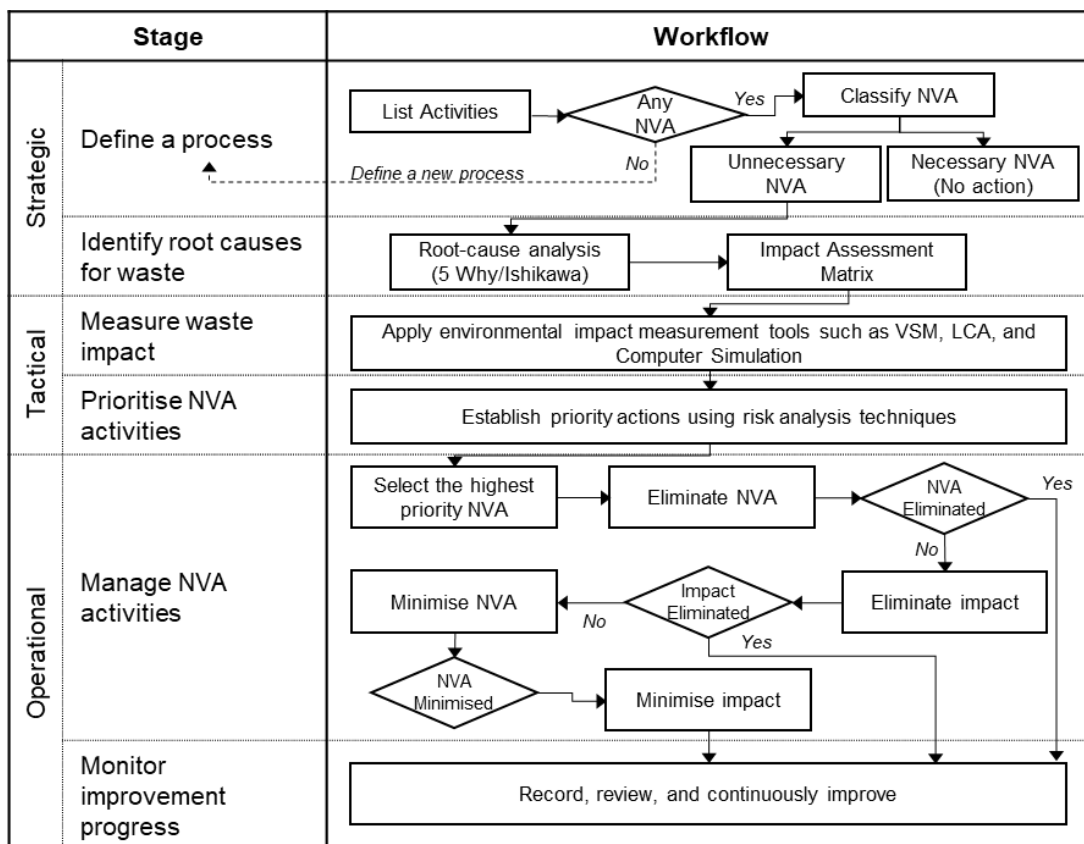 Stage
Workflow
Strategic
Define a process
List Activities
Any
NVA
Yes
Classify NVA
No
Define a new process
Unnecessary
NVA
Necessary NVA
(No action)
Identify root causes
for waste
Root-cause analysis
(5 Why/Ishikawa)
Impact Assessment
Matrix
Tactical
Measure waste
impact
Apply environmental impact measurement tools such as VSM, LCA, and
Computer Simulation
Prioritise NVA
activities
Establish priority actions using risk analysis techniques
Operational
Manage NVA
activities
Select the highest
priority NVA
Eliminate NVA
NVA
Eliminated
Yes
No
Minimise NVA
Impact
Eliminated
Eliminate impact
No
Yes
NVA
Minimised
Minimise impact
Monitor
improvement
progress
Record, review, and continuously improve